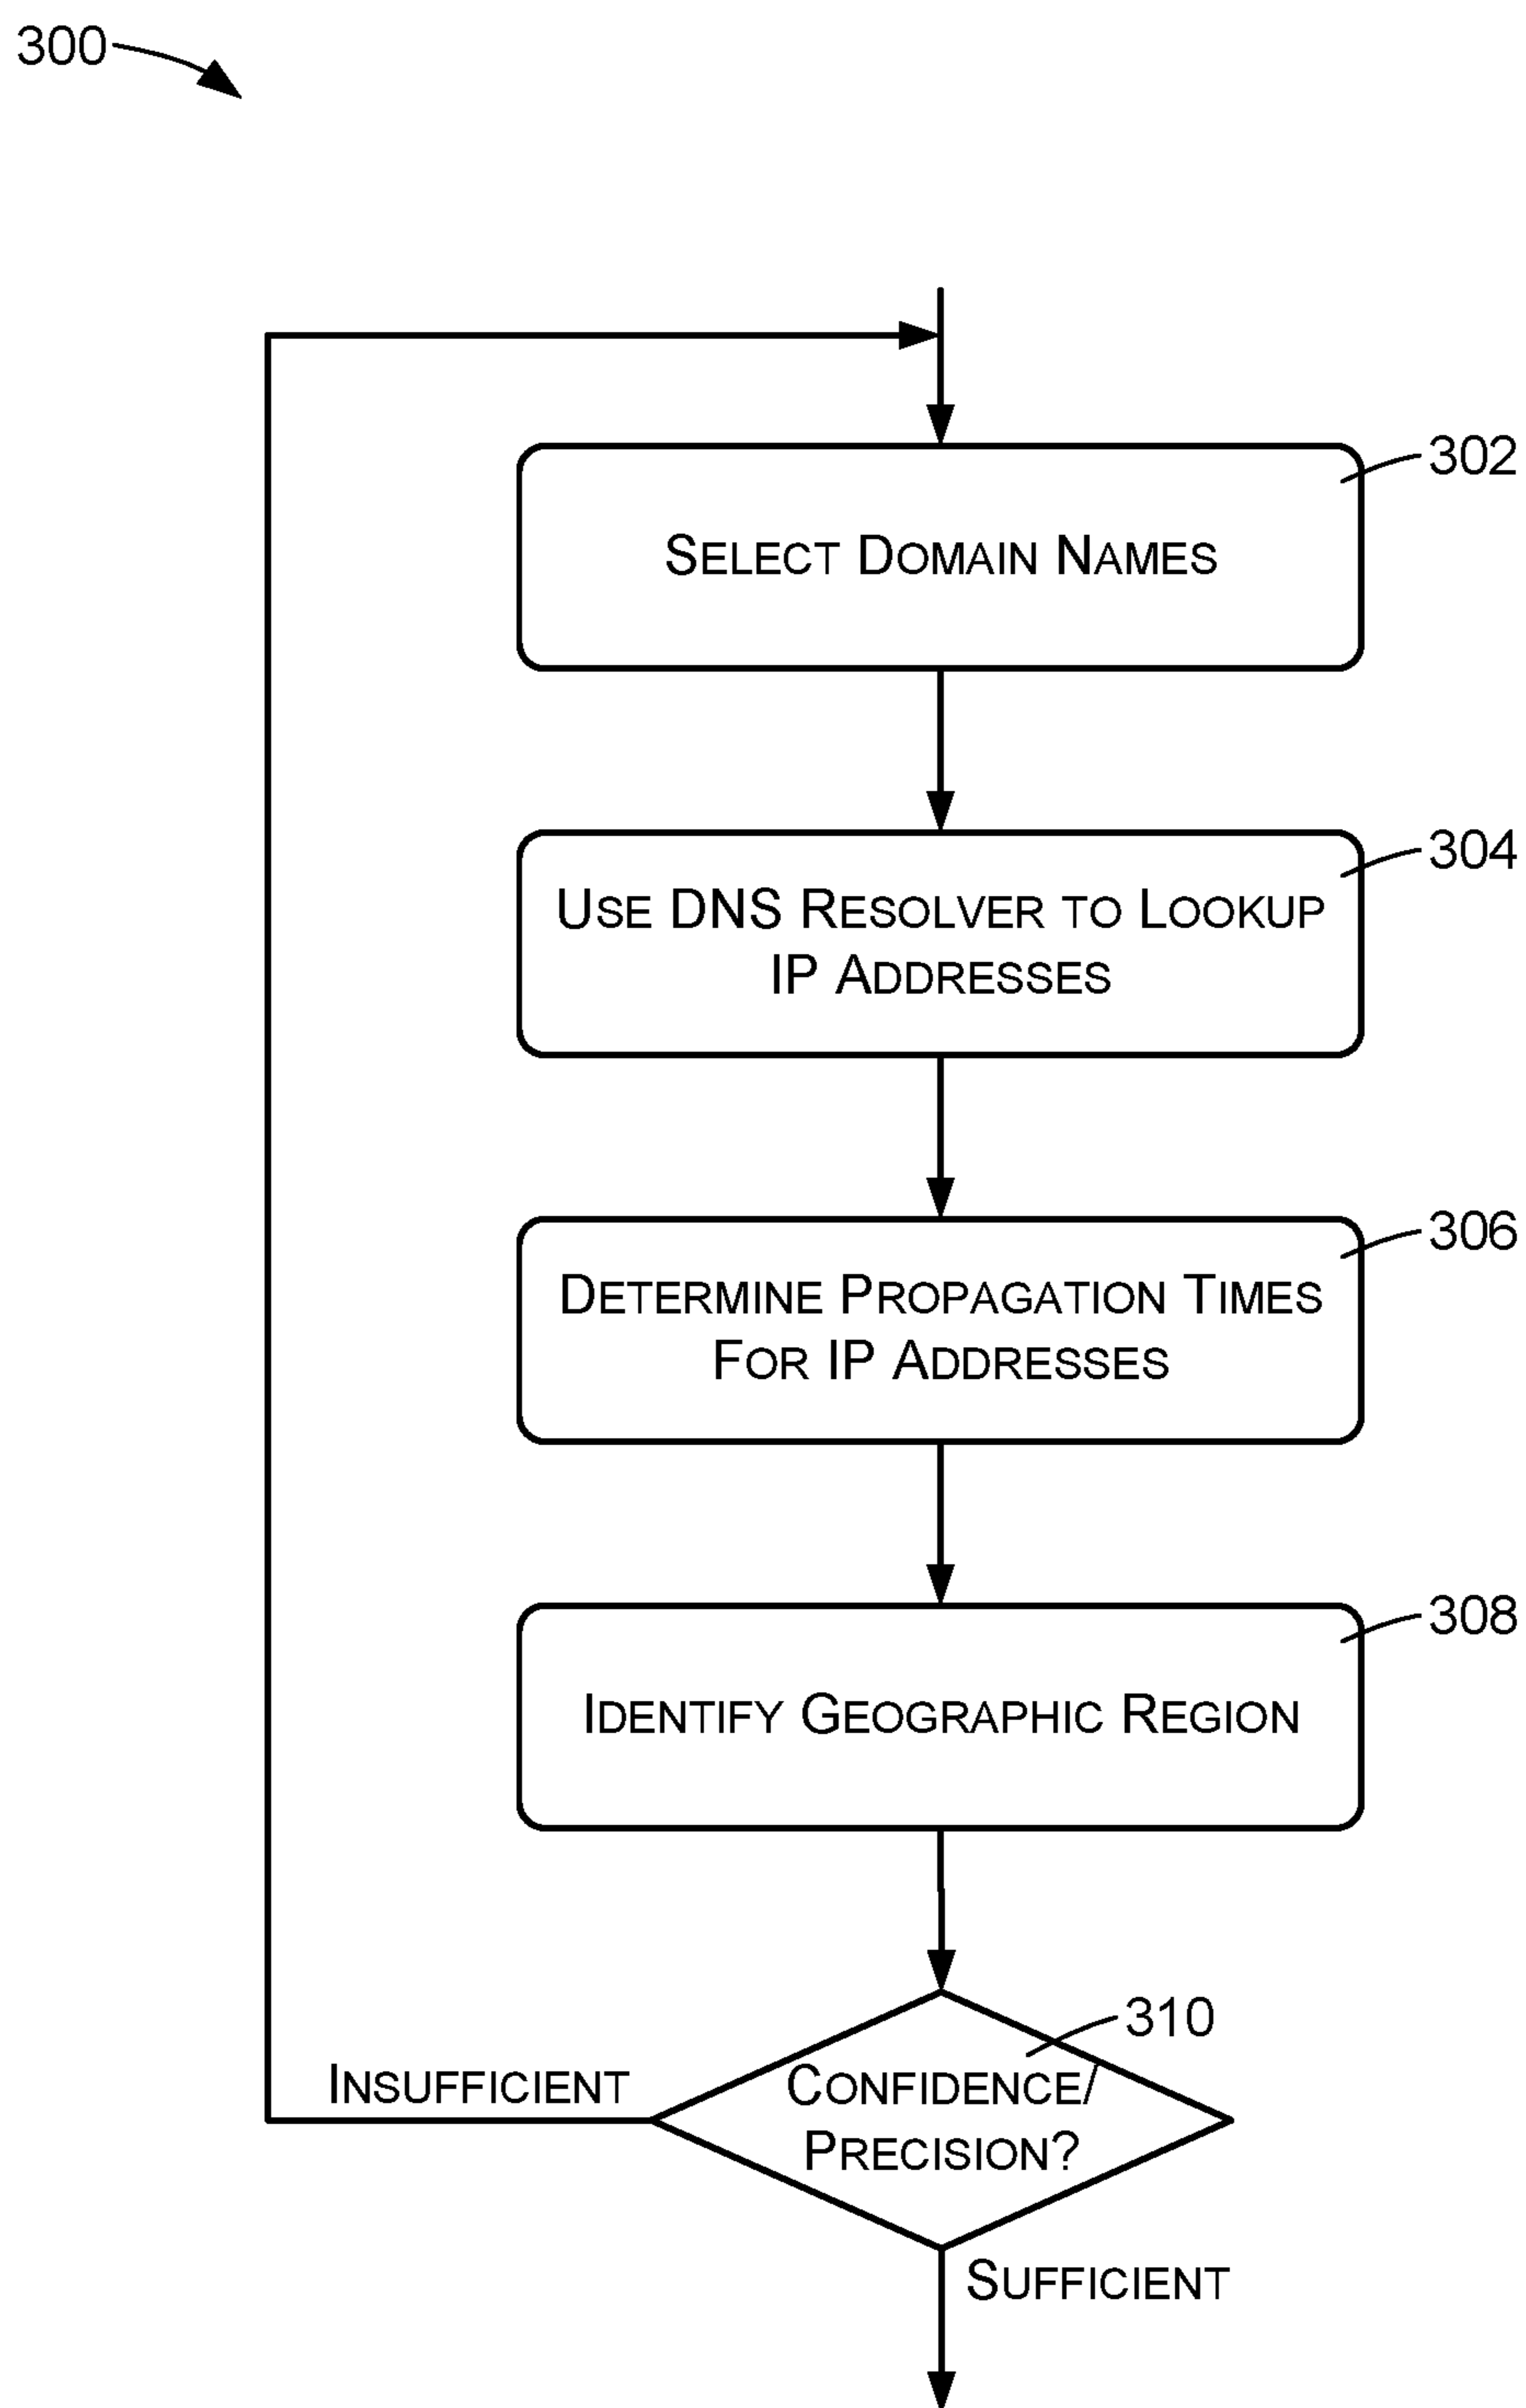 300
302
SELECT DOMAIN NAMES
304
USE DNS RESOLVER TO LOOKUP
IP ADDRESSES
306
DETERMINE PROPAGATION TIMES
FOR IP ADDRESSES
308
IDENTIFY GEOGRAPHIC REGION
310
INSUFFICIENT
CONFIDENCE/
PRECISION?
SUFFICIENT